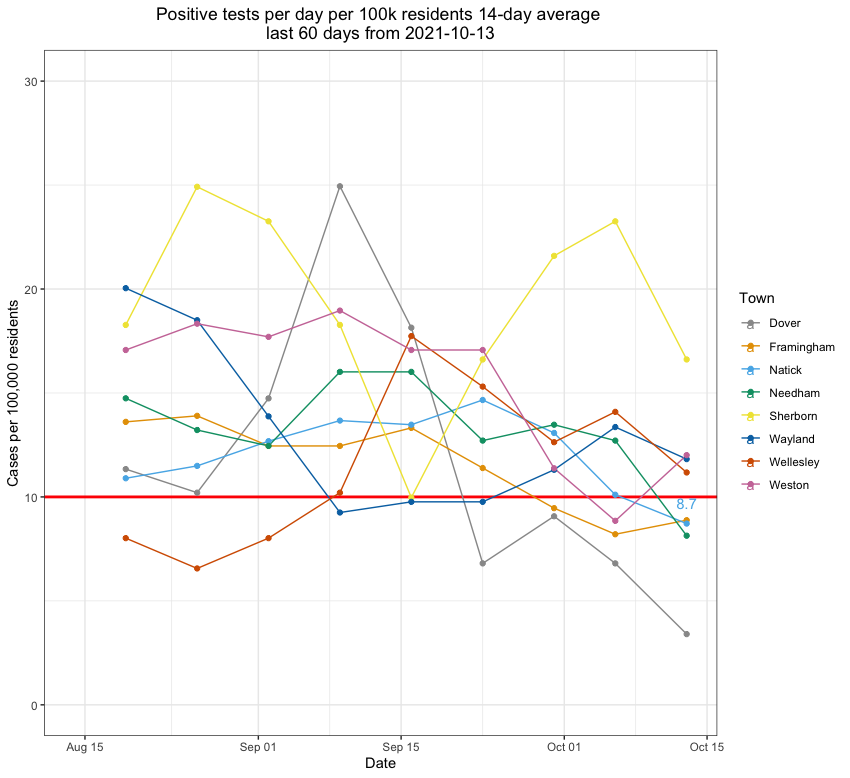 Positive tests per day per 100k residents 14-day average
last 60 days from 2021-10-13
Cases per 100,000 residents
30
20
10
0
8.7
Aug 15
Sep 01
Sep 15
Oct 01
Oct 15
Date
Town
a Dover
a Framingham
a Natick
a Needham
a Sherborn
a Wayland
a Wellesley
a Weston